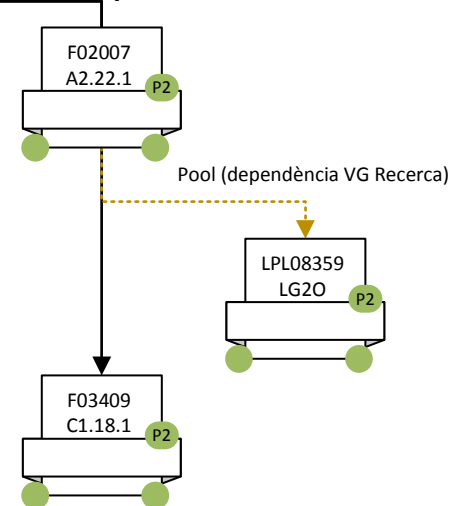 F02007
A2.22.1
P2
Pool (dependència VG Recerca)
LPL08359
LG2O
P2
F03409
C1.18.1
P2